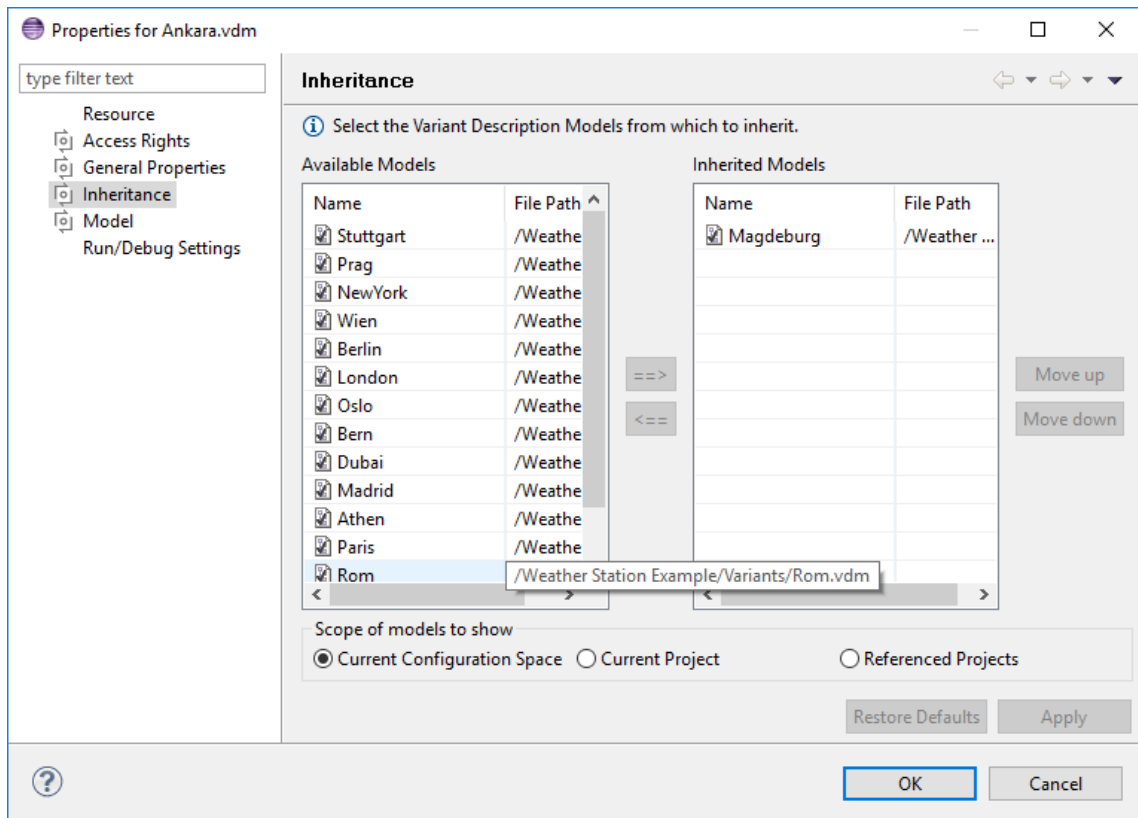 Properties for Ankara.vdm
type filter text
Resource
Access Rights
General Properties
Inheritance
Model
Run/Debug Settings
Inheritance
Select the Variant Description Models from which to inherit.
Available Models
Name File Path
Stuttgart /Weathe
Prag /Weathe
NewYork /Weathe
Wien /Weathe
Berlin /Weathe
London /Weathe
Oslo /Weathe
Bern /Weathe
Dubai /Weathe
Madrid /Weathe
Athen /Weathe
Paris /Weathe
Rom
/Weather Station Example/Variants/Rom.vdm
==>
<==
Inherited Models
Name File Path
Magdeburg /Weather ...
Move up
Move down
Scope of models to show
Current Configuration Space Current Project Referenced Projects
Restore Defaults Apply
? OK Cancel